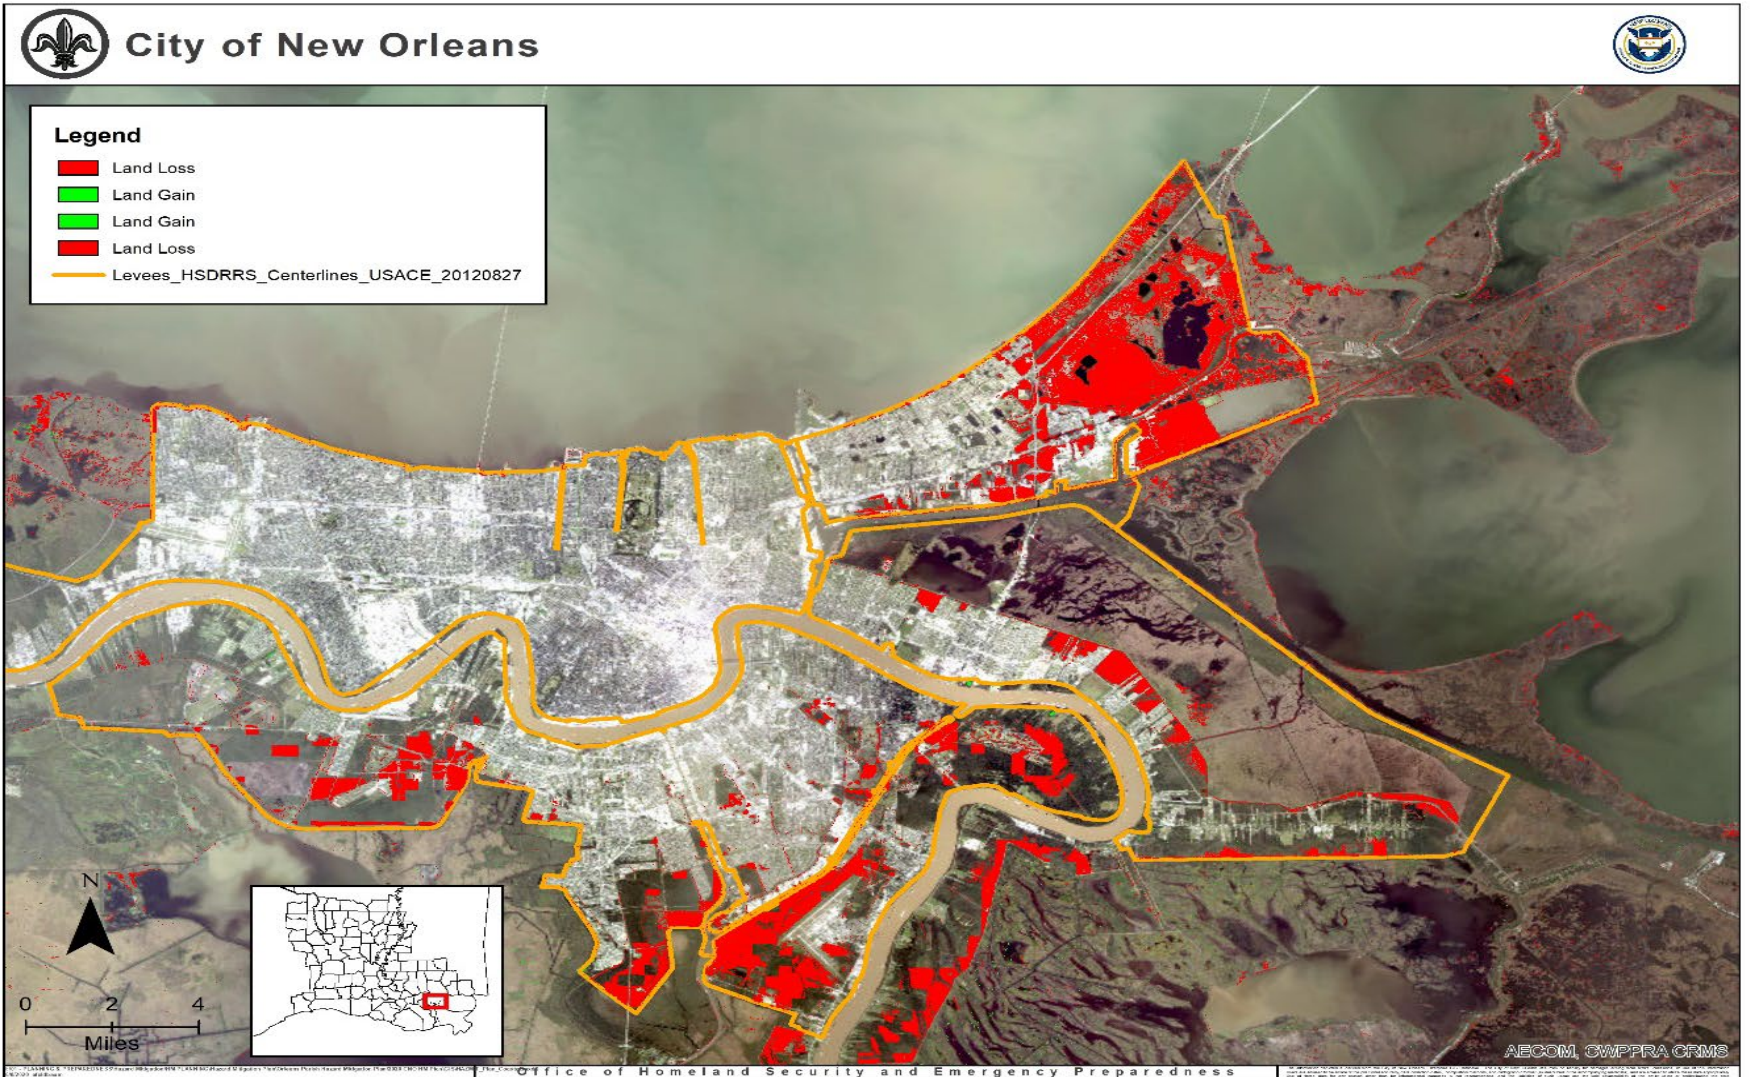 City of New Orleans
Legend
Land Loss
Land Gain
Land Gain
Land Loss
Levees_HSDRRS_Centerlines_USACE_20120827
N
0 2 4
Miles
AECOM, CWPPRA CRMS
Office of Homeland Security and Emergency Preparedness